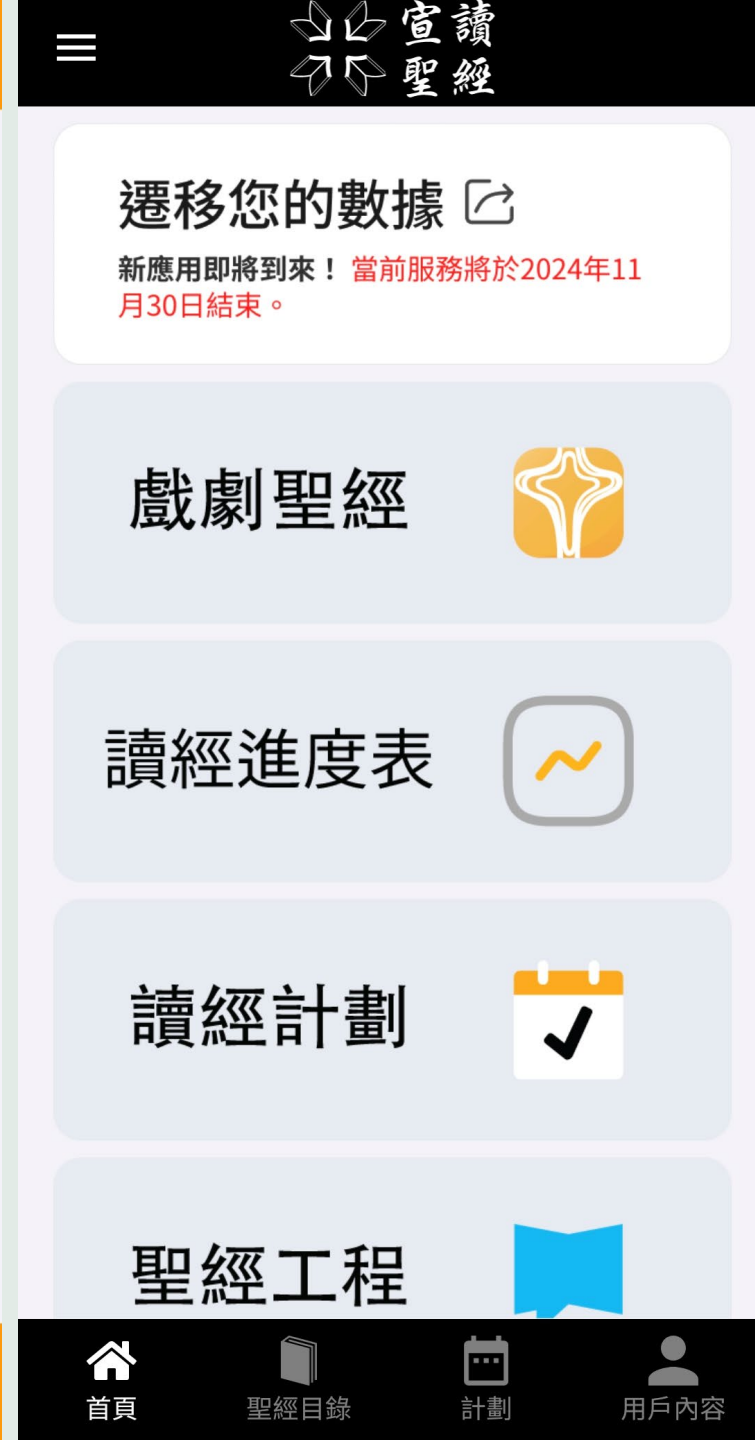 宣讀
聖經
遷移您的數據
新應用即將到來！ 當前服務將於2024年11
月30日結束。
戲劇聖經
讀經進度表
讀經計劃
聖經工程
首頁
聖經目錄
計劃
用戶內容